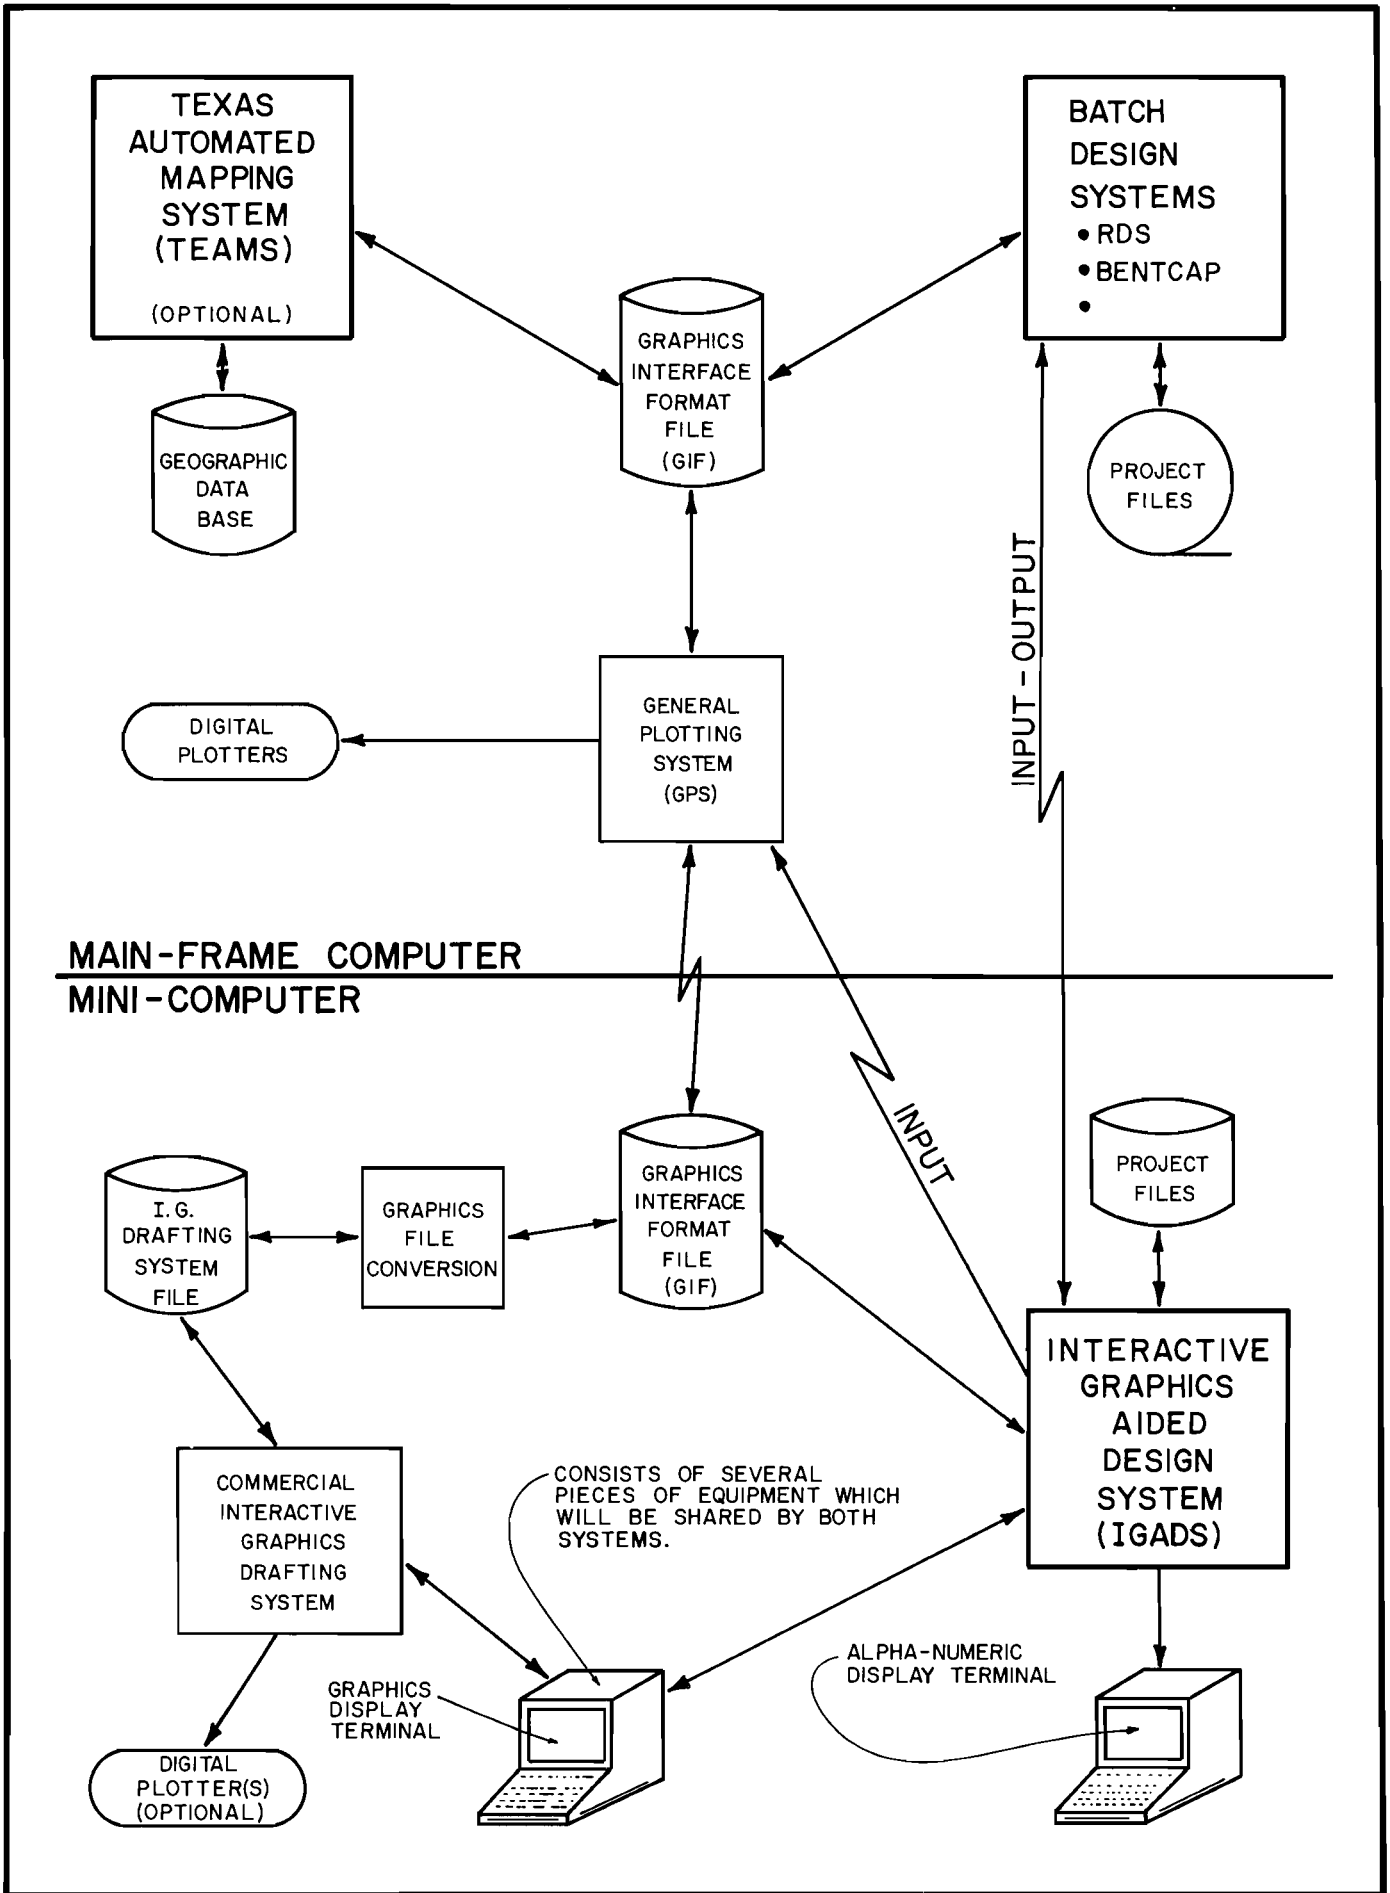 TEXAS
AUTOMATED
MAPPING
SYSTEM
(TEAMS)
(OPTIONAL)
BATCH
DESIGN
SYSTEMS
• RDS
• BENTCAP
•
GRAPHICS
INTERFACE
FORMAT
FILE
(GIF)
GEOGRAPHIC
DATA
BASE
PROJECT
FILES
INPUT-OUTPUT
GENERAL
PLOTTING
SYSTEM
(GPS)
DIGITAL
PLOTTERS
MAIN-FRAME COMPUTER
MINI-COMPUTER
INPUT
PROJECT
FILES
I.G.
DRAFTING
SYSTEM
FILE
GRAPHICS
FILE
CONVERSION
GRAPHICS
INTERFACE
FORMAT
FILE
(GIF)
INTERACTIVE
GRAPHICS
AIDED
DESIGN
SYSTEM
(IGADS)
COMMERCIAL
INTERACTIVE
GRAPHICS
DRAFTING
SYSTEM
CONSISTS OF SEVERAL
PIECES OF EQUIPMENT WHICH
WILL BE SHARED BY BOTH
SYSTEMS.
GRAPHICS
DISPLAY
TERMINAL
ALPHA-NUMERIC
DISPLAY TERMINAL
DIGITAL
PLOTTER(S)
(OPTIONAL)